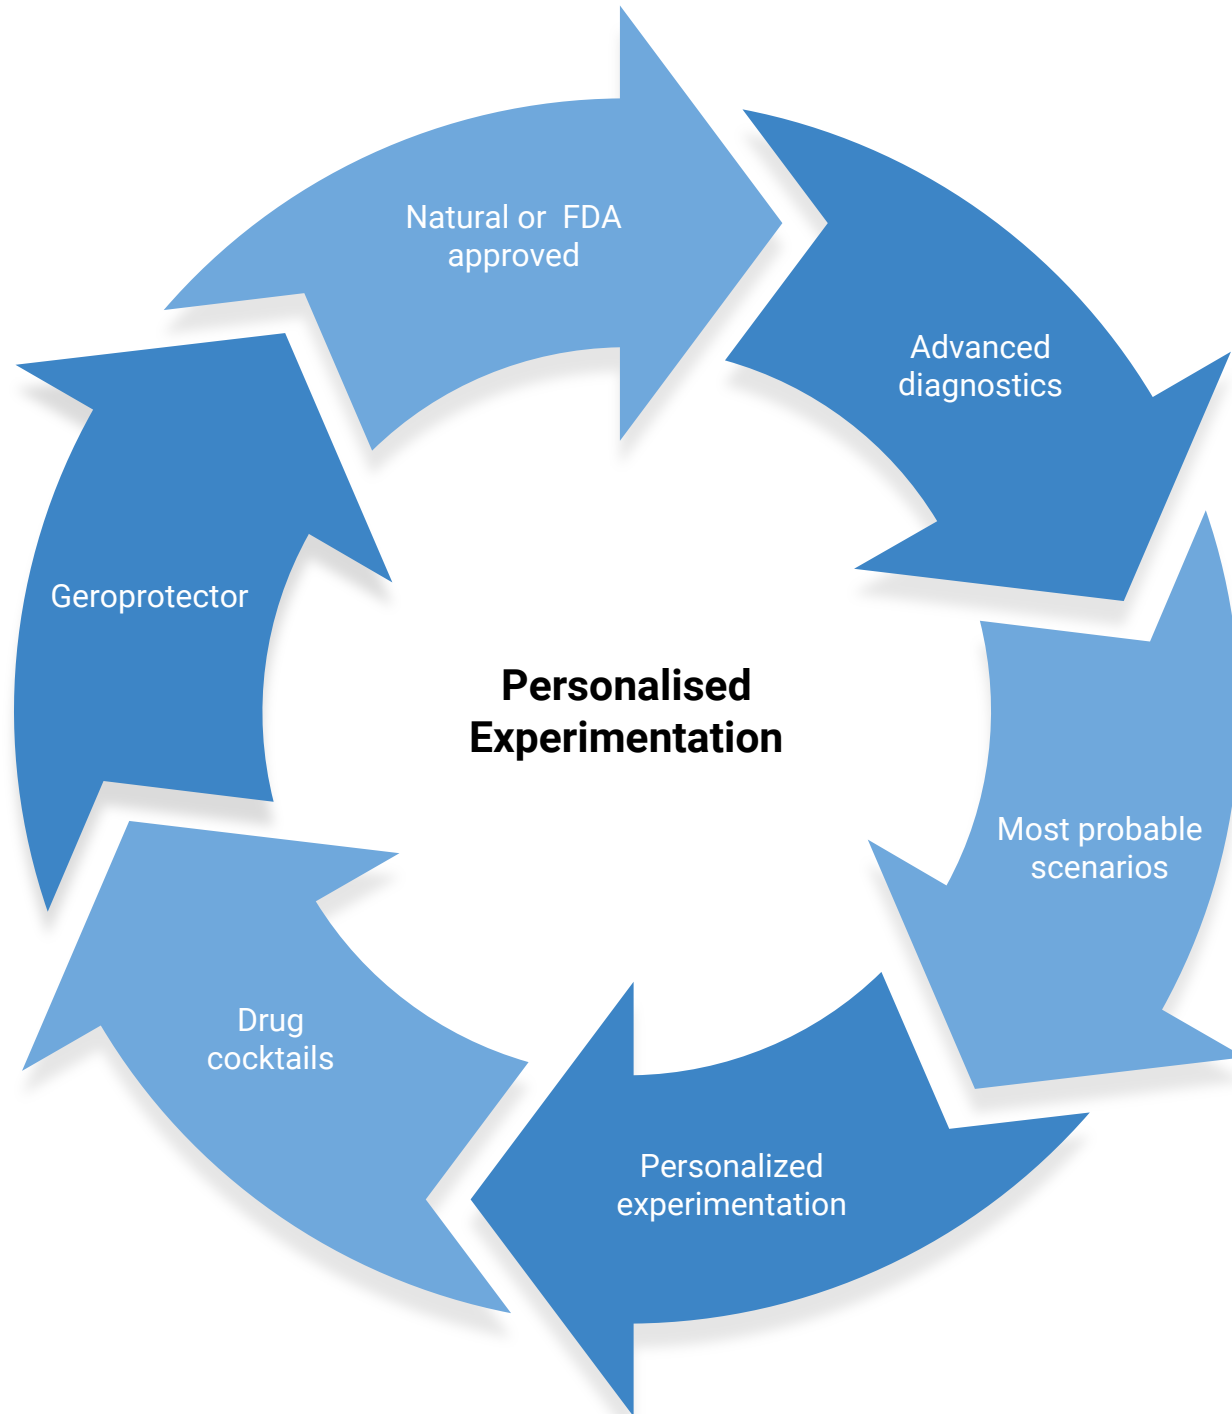 Natural or  FDA
approved
Advanced
diagnostics
Most probable
scenarios
Personalized
experimentation
Drug
cocktails
Geroprotector
Personalised
Experimentation